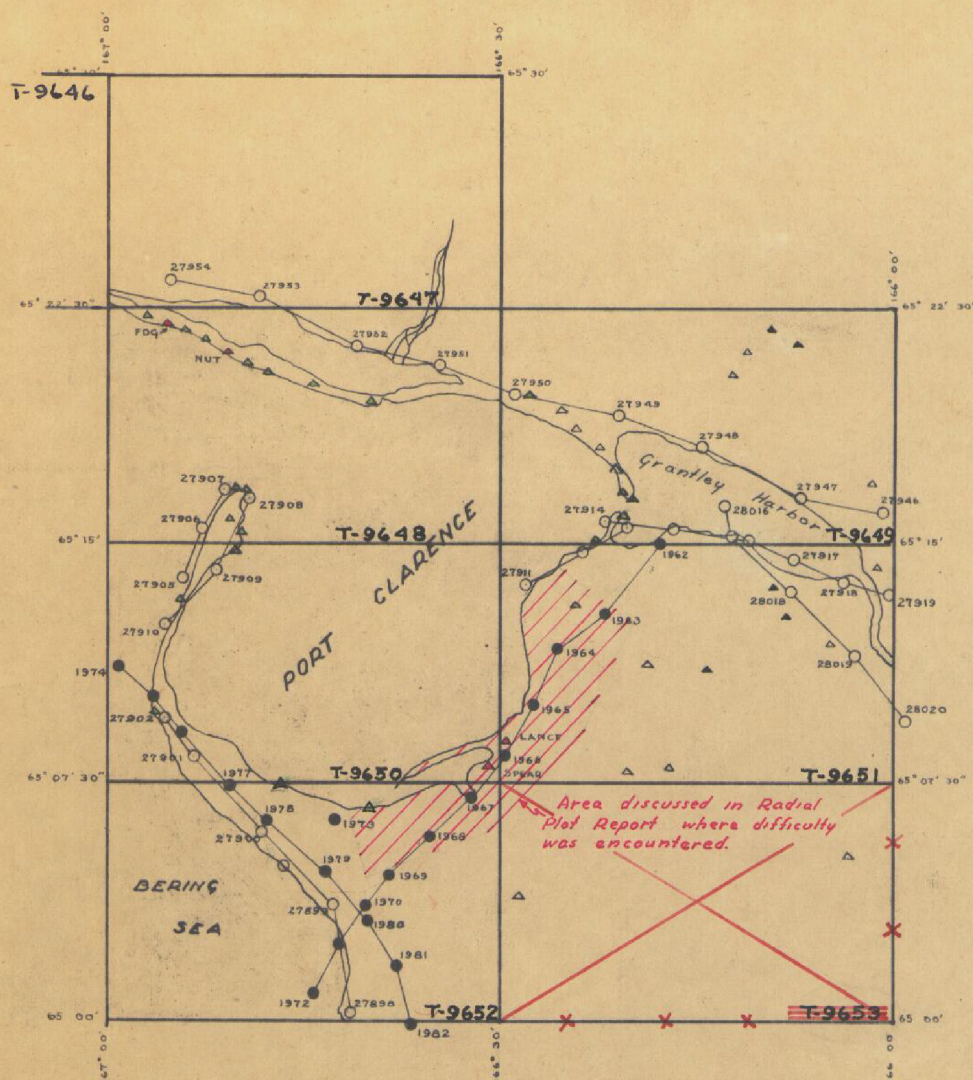 167° 00'
166° 30'
65° 30'
65° 30'
T-9646
27954
27953
166° 00'
65° 22' 30"
T-9647
65° 22' 30"
FOG
27952
NUT
27951
27950
27949
27948
Grantley Harbor
27947
27946
27907
27908
27906
27914
28016
65° 15'
T-9648
T-9649
65° 15'
1962
27905
27909
27911
27917
27918
27919
28018
PORT CLARENCE
27910
1963
1964
28019
1974
27902
1965
28020
LANCE
27901
1966
SPEAR
65° 07' 30"
1977
T-9650
T-9651
65° 07' 30"
1967
1978
1973
Area discussed in Radial
Plot Report where difficulty
was encountered.
27900
1968
1979
1969
BERING
SEA
27899
1970
1980
1981
1972
27898
65 00'
T-9652
T-9653
65 00'
1982
67° 00'
166° 30'
66 00'